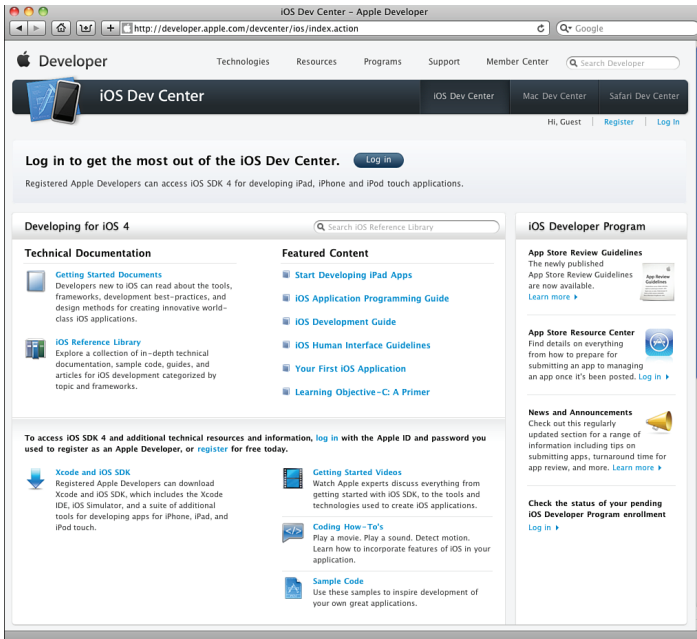 iOS Dev Center – Apple Developer
http://developer.apple.com/devcenter/ios/index.action
Google
Developer
Technologies
Resources
Programs
Support
Member Center
Search Developer
iOS Dev Center
iOS Dev Center
Mac Dev Center
Safari Dev Center
Hi, Guest
Register
Log In
Log in to get the most out of the iOS Dev Center.
Log in
Registered Apple Developers can access iOS SDK 4 for developing iPad, iPhone and iPod touch applications.
Developing for iOS 4
Search iOS Reference Library
Technical Documentation
Getting Started Documents
Developers new to iOS can read about the tools,
frameworks, development best-practices, and
design methods for creating innovative world-
class iOS applications.
iOS Reference Library
Explore a collection of in-depth technical
documentation, sample code, guides, and
articles for iOS development categorized by
topic and frameworks.
Featured Content
Start Developing iPad Apps
iOS Application Programming Guide
iOS Development Guide
iOS Human Interface Guidelines
Your First iOS Application
Learning Objective-C: A Primer
To access iOS SDK 4 and additional technical resources and information, log in with the Apple ID and password you
used to register as an Apple Developer, or register for free today.
Xcode and iOS SDK
Registered Apple Developers can download
Xcode and iOS SDK, which includes the Xcode
IDE, iOS Simulator, and a suite of additional
tools for developing apps for iPhone, iPad, and
iPod touch.
Getting Started Videos
Watch Apple experts discuss everything from
getting started with iOS SDK, to the tools and
technologies used to create iOS applications.
Coding How-To's
Play a movie. Play a sound. Detect motion.
Learn how to incorporate features of iOS in your
application.
Sample Code
Use these samples to inspire development of
your own great applications.
iOS Developer Program
App Store Review Guidelines
The newly published
App Store Review Guidelines
are now available.
Learn more
App Review
Guidelines
App Store Resource Center
Find details on everything
from how to prepare for
submitting an app to managing
an app once it's been posted. Log in
News and Announcements
Check out this regularly
updated section for a range of
information including tips on
submitting apps, turnaround time for
app review, and more. Learn more
Check the status of your pending
iOS Developer Program enrollment
Log in